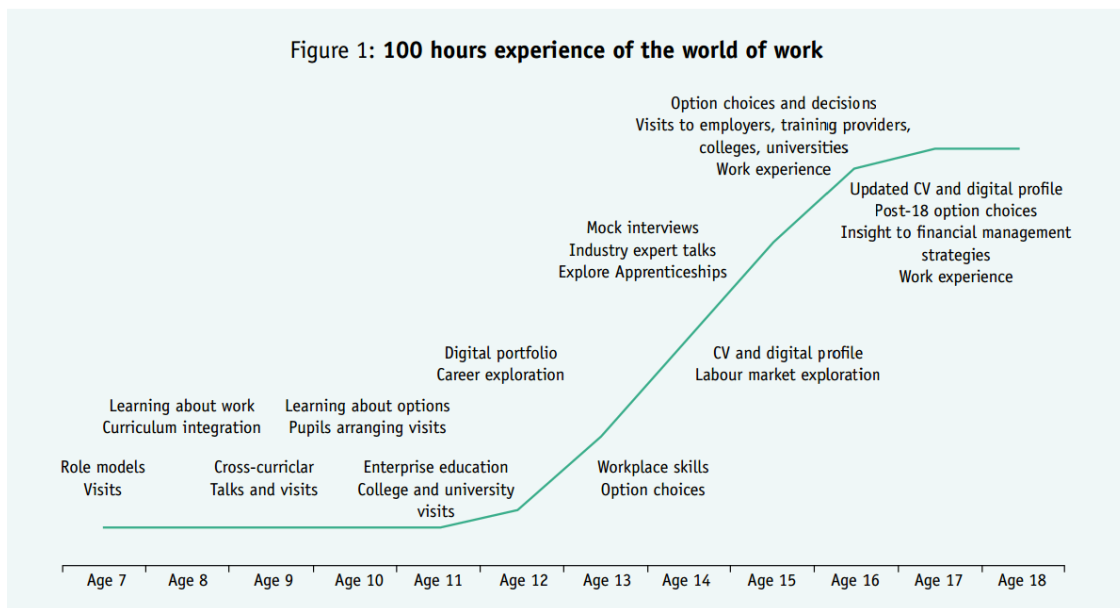 Figure 1: 100 hours experience of the world of work
Option choices and decisions
Visits to employers, training providers,
colleges, universities
Work experience
Updated CV and digital profile
Post-18 option choices
Insight to financial management
strategies
Work experience
Mock interviews
Industry expert talks
Explore Apprenticeships
Digital portfolio
Career exploration
CV and digital profile
Labour market exploration
Learning about work
Curriculum integration
Learning about options
Pupils arranging visits
Role models
Visits
Cross-curriclar
Talks and visits
Enterprise education
College and university
visits
Workplace skills
Option choices
Age 7 Age 8 Age 9 Age 10 Age 11 Age 12 Age 13 Age 14 Age 15 Age 16 Age 17 Age 18